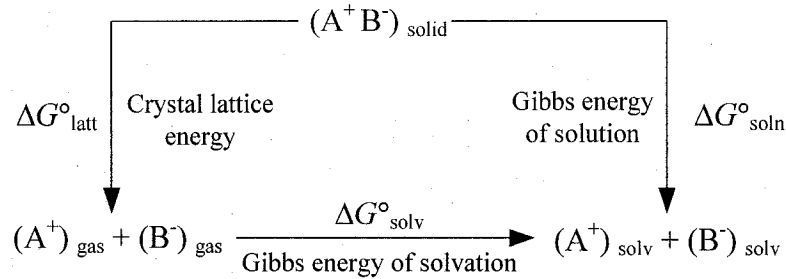 (A⁺ B⁻) solid
ΔG°latt
Crystal lattice
energy
Gibbs energy
of solution
ΔG°soln
(A⁺) gas + (B⁻) gas
ΔG°solv
Gibbs energy of solvation
(A⁺) solv + (B⁻) solv